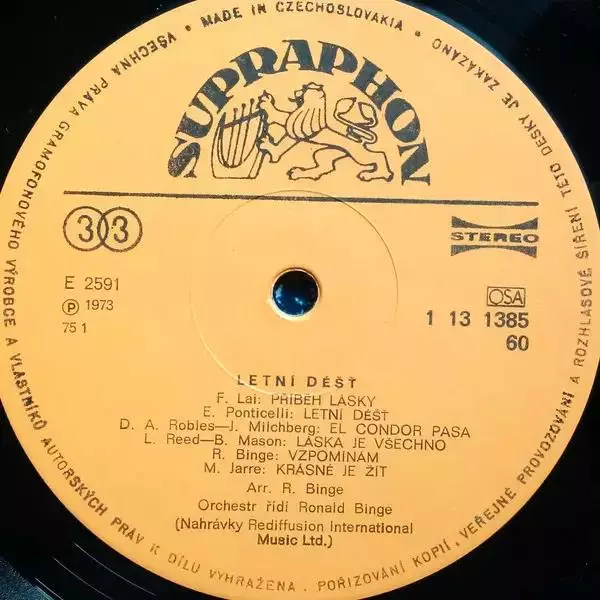 VŠECHNA PRÁVA GRAMOFONOVÉHO VÝROBCE A VLASTNÍKŮ AUTORSKÝCH PRÁV K DÍLU VYHRAŽENA. POŘIZOVÁNÍ KOPIÍ, VEŘEJNÉ PROVOZOVÁNÍ A ROZHLASOVÉ ŠÍŘENÍ TÉTO DESKY JE ZAKÁZÁNO • MADE IN CZECHOSLOVAKIA •
SUPRAPHON
33
STEREO
E 2591
Ⓟ 1973
75 1
OSA
1 13 1385
60
LETNÍ DÉŠŤ
F. Lai: PŘÍBĚH LÁSKY
E. Ponticelli: LETNÍ DÉŠŤ
D. A. Robles—J. Milchberg: EL CONDOR PASA
L. Reed—B. Mason: LÁSKA JE VŠECHNO
R. Binge: VZPOMÍNÁM
M. Jarre: KRÁSNÉ JE ŽÍT
Arr. R. Binge
Orchestr řídí Ronald Binge
(Nahrávky Rediffusion International
Music Ltd.)